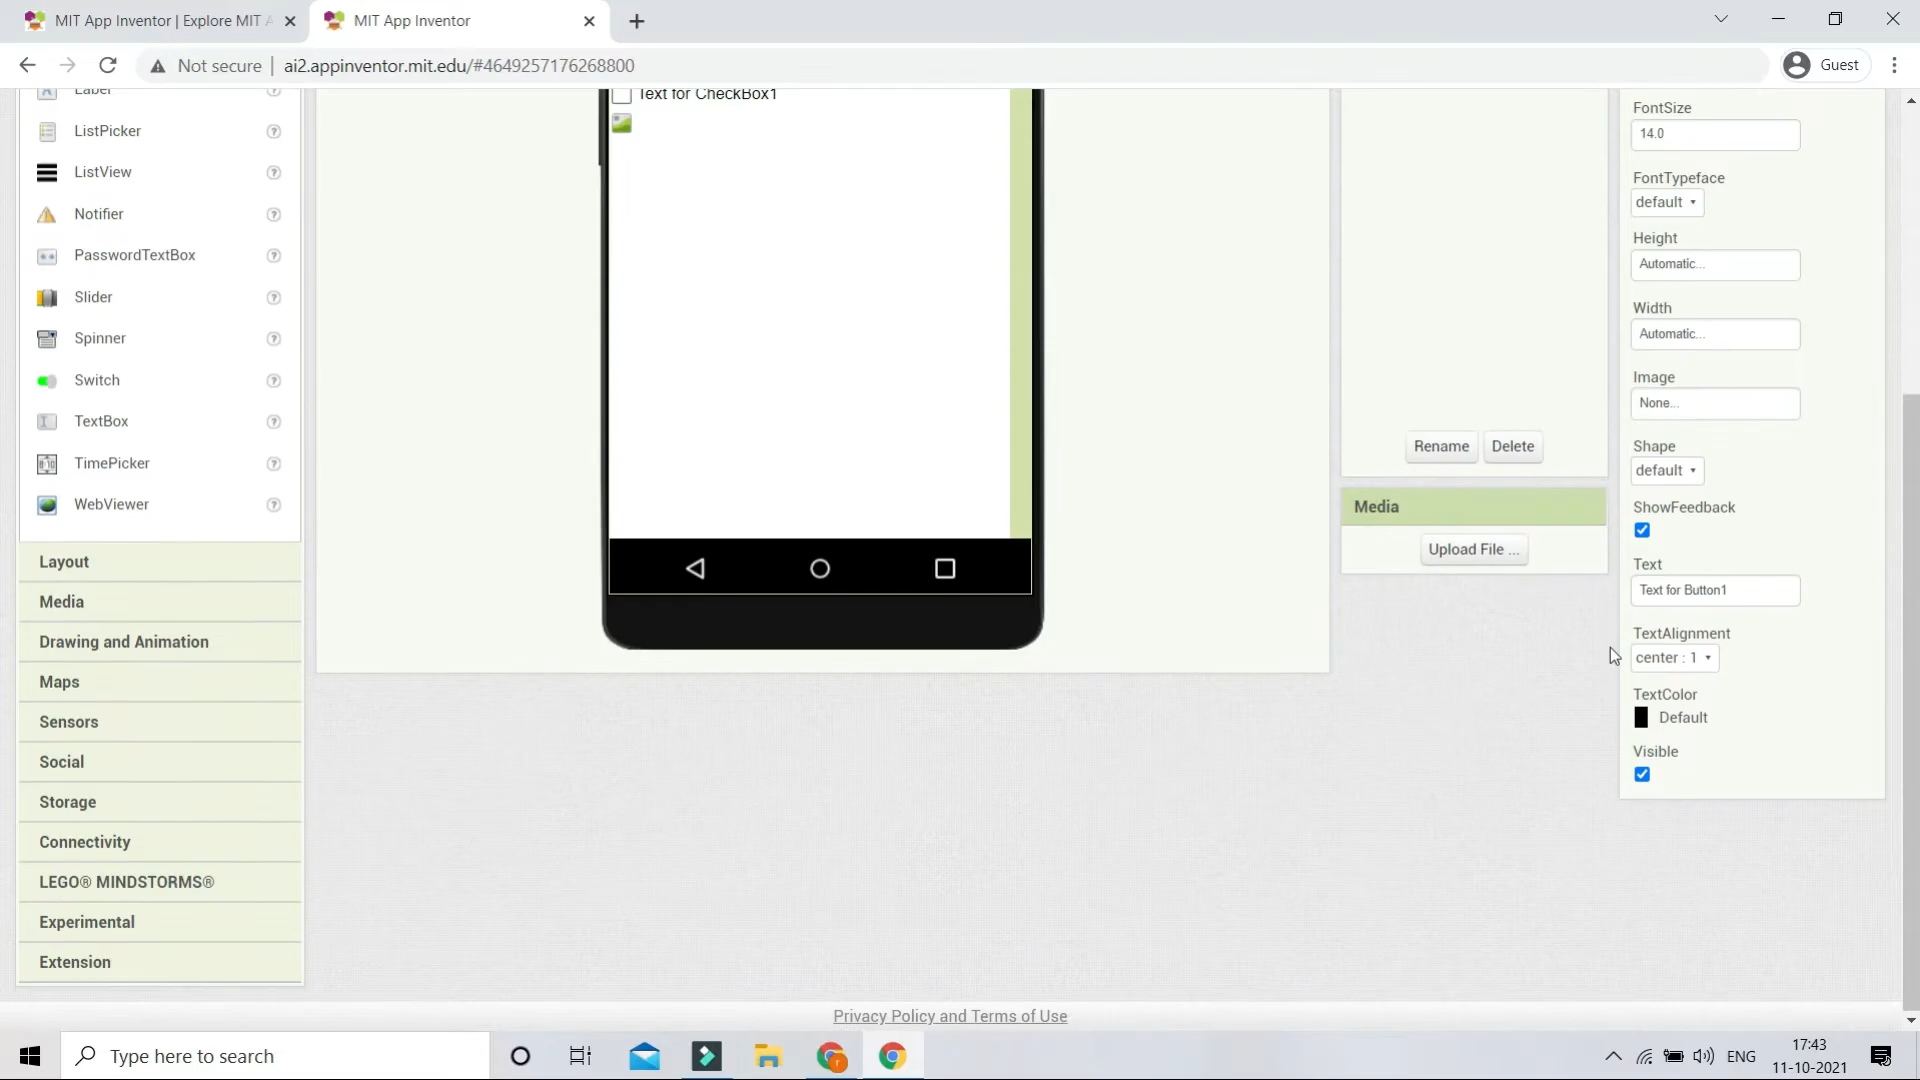 MIT App Inventor | Explore MIT A
MIT App Inventor
Not secure
ai2.appinventor.mit.edu/#4649257176268800
Guest
Label
ListPicker
ListView
Notifier
PasswordTextBox
Slider
Spinner
Switch
TextBox
TimePicker
WebViewer
Layout
Media
Drawing and Animation
Maps
Sensors
Social
Storage
Connectivity
LEGO® MINDSTORMS®
Experimental
Extension
Text for CheckBox1
Rename
Delete
Media
Upload File ...
FontSize
14.0
FontTypeface
default
Height
Automatic...
Width
Automatic...
Image
None...
Shape
default
ShowFeedback
Text
Text for Button1
TextAlignment
center : 1
TextColor
Default
Visible
Privacy Policy and Terms of Use
Type here to search
ENG
17:43
11-10-2021